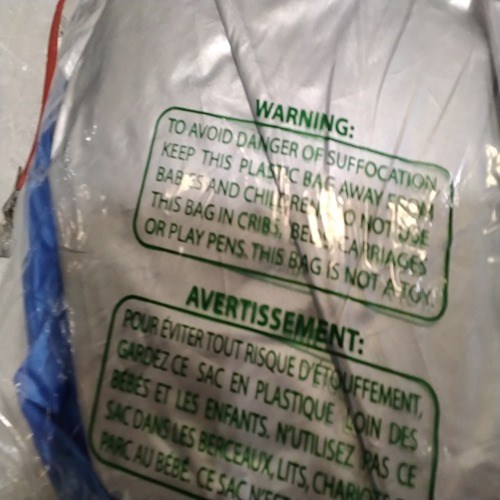 WARNING:
TO AVOID DANGER OF SUFFOCATION
KEEP THIS PLASTIC BAG AWAY FROM
BABIES AND CHILDREN. DO NOT USE
THIS BAG IN CRIBS, BEDS, CARRIAGES
OR PLAY PENS. THIS BAG IS NOT A TOY.
AVERTISSEMENT:
POUR ÉVITER TOUT RISQUE D'ÉTOUFFEMENT,
GARDEZ CE SAC EN PLASTIQUE LOIN DES
BÉBÉS ET LES ENFANTS. N'UTILISEZ PAS CE
SAC DANS LES BERCEAUX, LITS,
PARC AU BÉBÉ. CE SAC